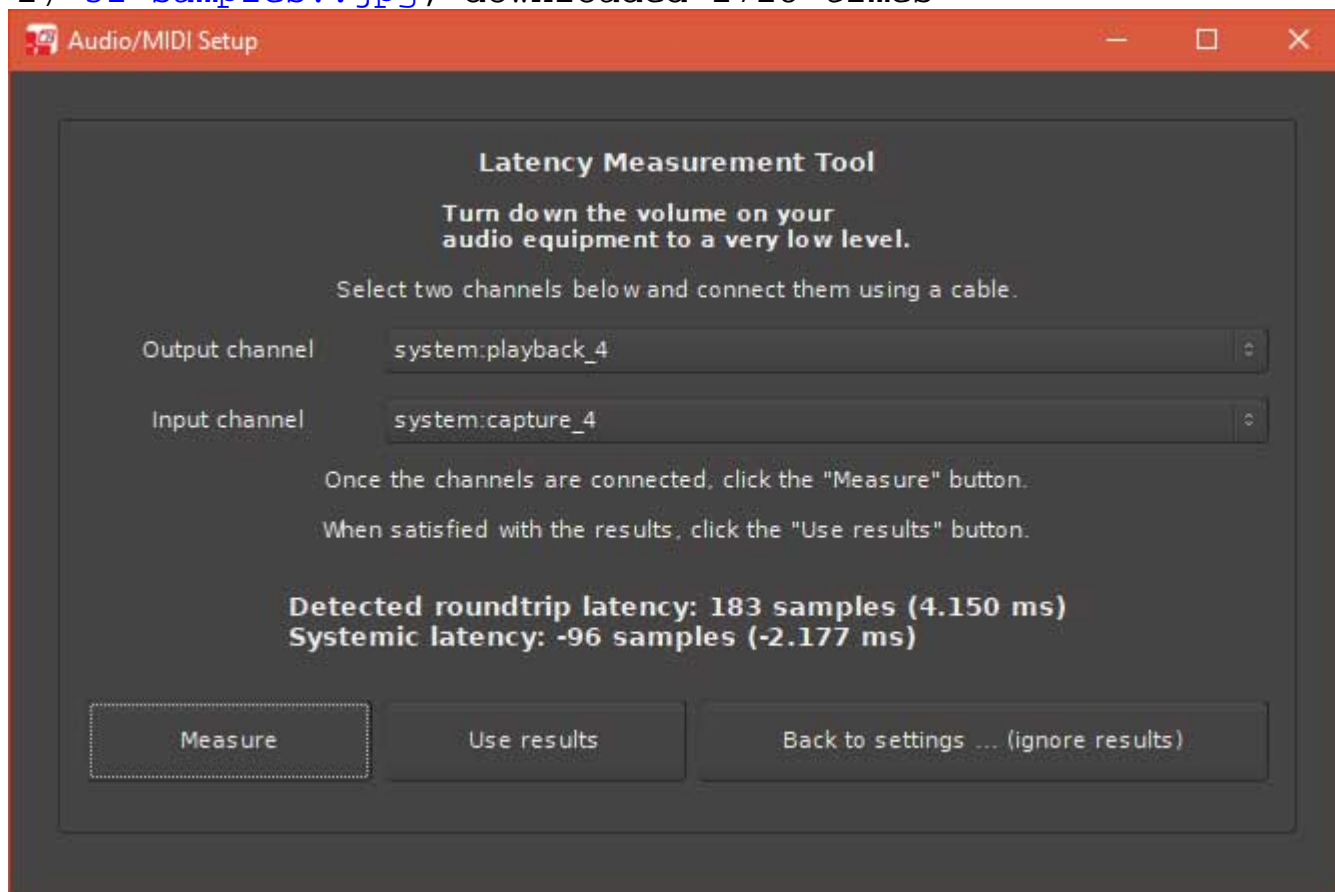 Audio/MIDI Setup
Latency Measurement Tool
Turn down the volume on your
audio equipment to a very low level.
Select two channels below and connect them using a cable.
Output channel system:playback_4
Input channel system:capture_4
Once the channels are connected, click the "Measure" button.
When satisfied with the results, click the "Use results" button.
Detected roundtrip latency: 183 samples (4.150 ms)
Systemic latency: -96 samples (-2.177 ms)
Measure Use results Back to settings ... (ignore results)